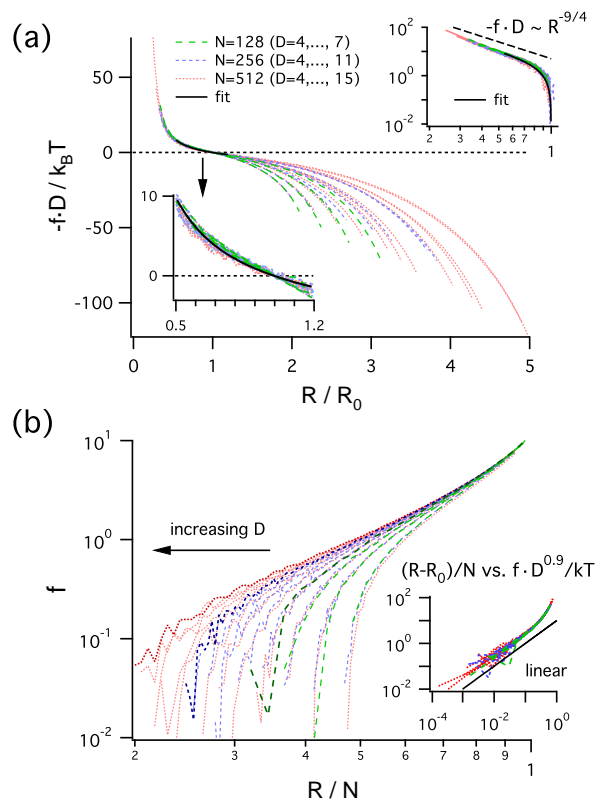 (a)
N=128 (D=4,..., 7)
N=256 (D=4,..., 11)
N=512 (D=4,..., 15)
fit
-f·D ~ R^-9/4
10^2
10^0
10^2
fit
2 3 4 5 6 7 1
50
0
-50
-100
-f·D / k_BT
10
0
0.5 1.2
0 1 2 3 4 5
R / R_0
(b)
10^1
10^0
10^-1
10^-2
f
increasing D
(R-R_0)/N vs. f·D^0.9/kT
10^2
10^0
10^-2
linear
10^-4 10^-2 10^0
2 3 4 5 6 7 8 9 1
R / N